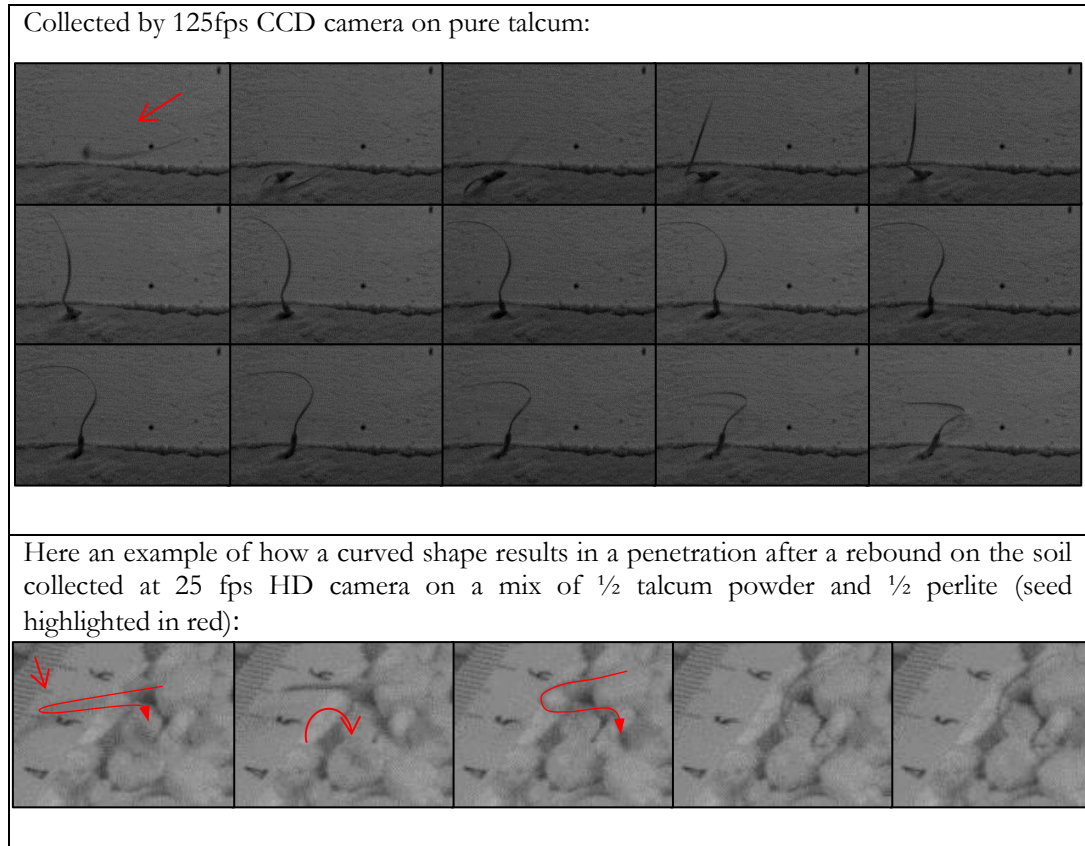 Collected by 125fps CCD camera on pure talcum:
Here an example of how a curved shape results in a penetration after a rebound on the soil
collected at 25 fps HD camera on a mix of ½ talcum powder and ½ perlite (seed
highlighted in red):